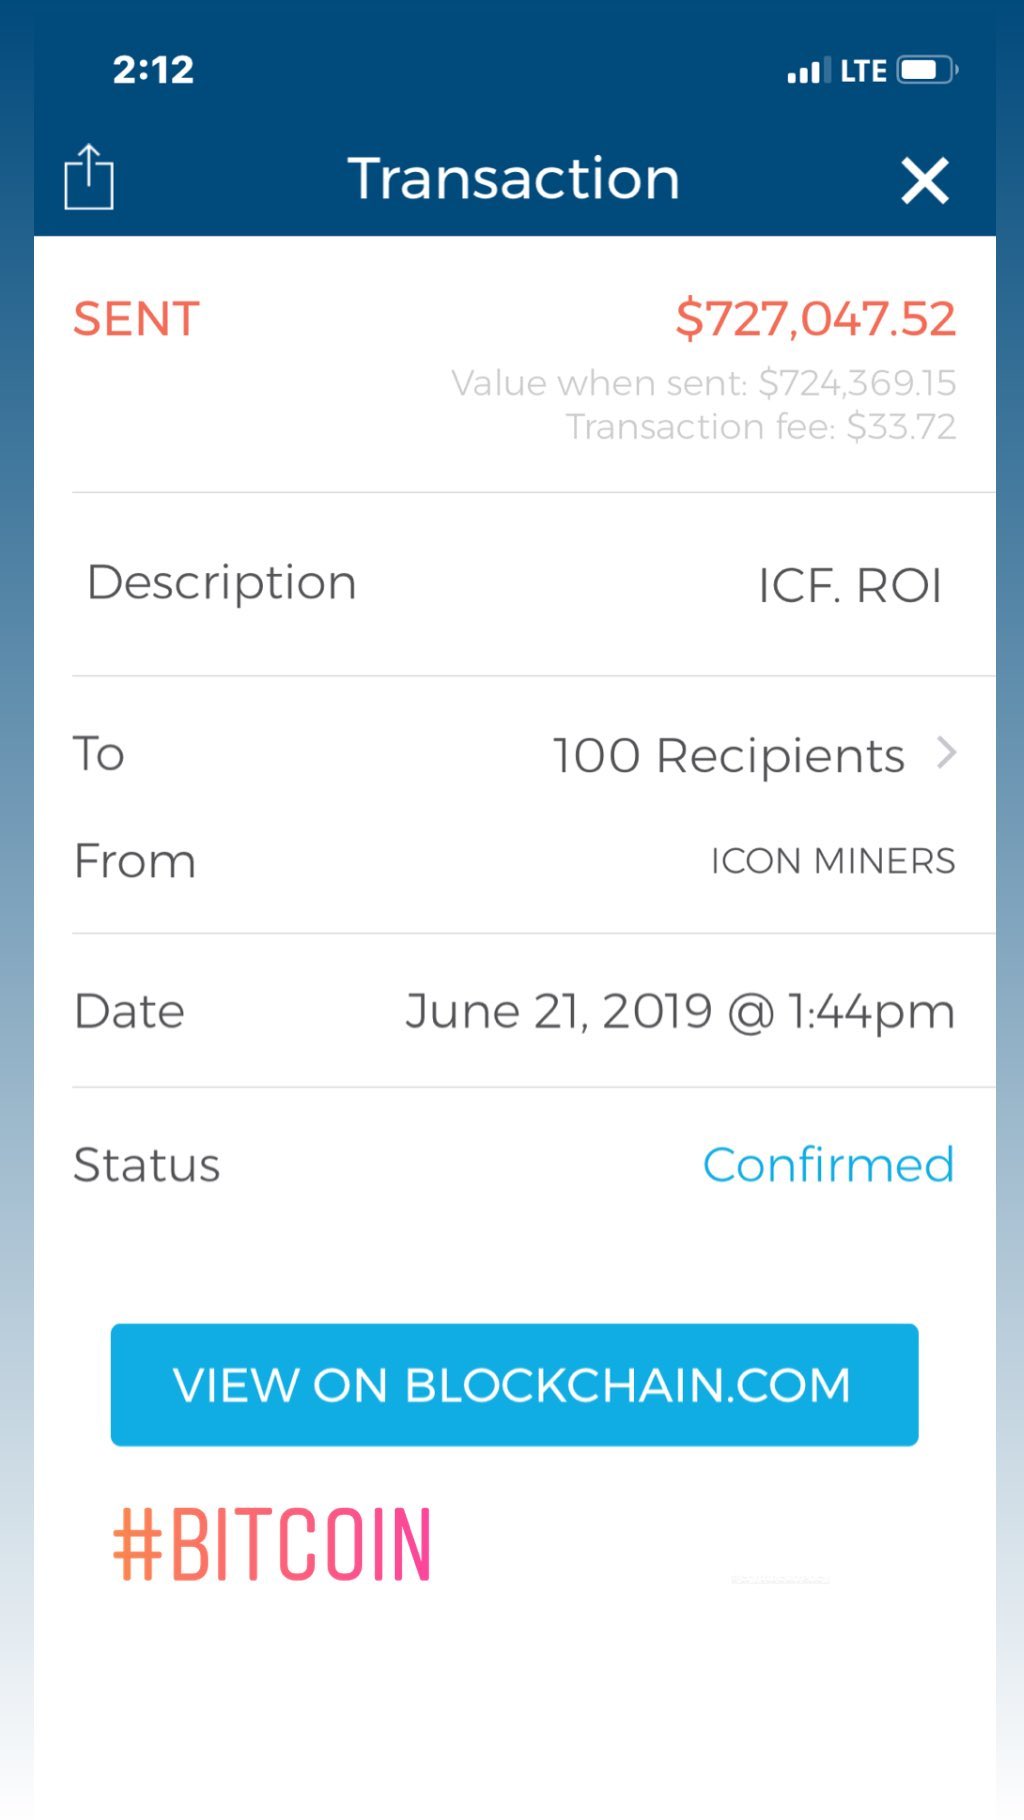 2:12
LTE
Transaction
SENT
$727,047.52
Value when sent: $724,369.15
Transaction fee: $33.72
Description
ICF. ROI
To
100 Recipients
From
ICON MINERS
Date
June 21, 2019 @ 1:44pm
Status
Confirmed
VIEW ON BLOCKCHAIN.COM
#BITCOIN